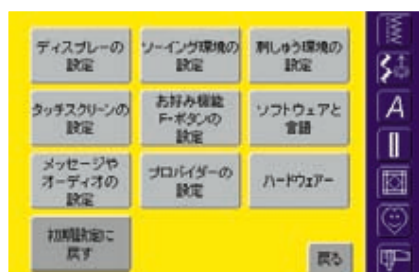 ディスプレーの
設定
ソーイング環境の
設定
刺しゅう環境の
設定
タッチスクリーンの
設定
お好み機能
F-ボタンの
設定
ソフトウェアと
言語
メッセージや
オーディオの
設定
プロバイダーの
設定
ハードウェアー
初期設定に
戻す
戻る
A